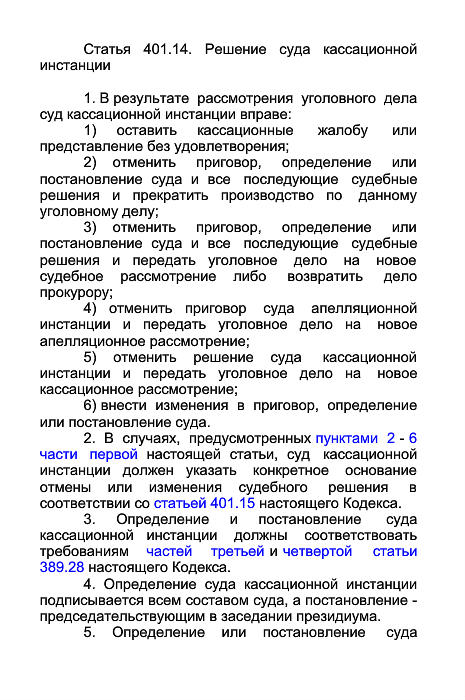 Статья 401.14. Решение суда кассационной
инстанции
1. В результате рассмотрения уголовного дела
суд кассационной инстанции вправе:
1) оставить кассационные жалобу или
представление без удовлетворения;
2) отменить приговор, определение или
постановление суда и все последующие судебные
решения и прекратить производство по данному
уголовному делу;
3) отменить приговор, определение или
постановление суда и все последующие судебные
решения и передать уголовное дело на новое
судебное рассмотрение либо возвратить дело
прокурору;
4) отменить приговор суда апелляционной
инстанции и передать уголовное дело на новое
апелляционное рассмотрение;
5) отменить решение суда кассационной
инстанции и передать уголовное дело на новое
кассационное рассмотрение;
6) внести изменения в приговор, определение
или постановление суда.
2. В случаях, предусмотренных пунктами 2 - 6
части первой настоящей статьи, суд кассационной
инстанции должен указать конкретное основание
отмены или изменения судебного решения в
соответствии со статьей 401.15 настоящего Кодекса.
3. Определение и постановление суда
кассационной инстанции должны соответствовать
требованиям частей третьей и четвертой статьи
389.28 настоящего Кодекса.
4. Определение суда кассационной инстанции
подписывается всем составом суда, а постановление -
председательствующим в заседании президиума.
5. Определение или постановление суда